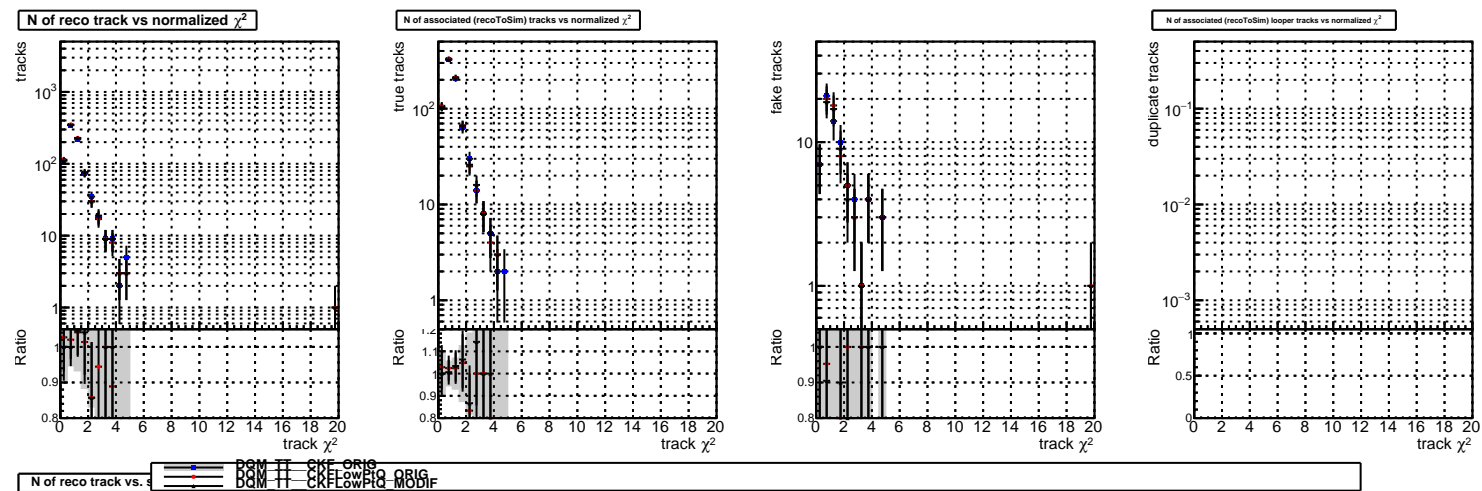 N of reco track vs normalized χ²
N of associated (recoToSim) tracks vs normalized χ²
N of associated (recoToSim) looper tracks vs normalized χ²
tracks
10³
10²
10
1
Ratio
1
0.9
0.8
0 2 4 6 8 10 12 14 16 18 20
track χ²
true tracks
10²
10
1
Ratio
1.2
1.1
1
0.9
0.8
0 2 4 6 8 10 12 14 16 18 20
track χ²
fake tracks
10
1
Ratio
1
0.9
0.8
0 2 4 6 8 10 12 14 16 18 20
track χ²
duplicate tracks
10⁻¹
10⁻²
10⁻³
Ratio
1
0.5
0
0 2 4 6 8 10 12 14 16 18 20
track χ²
N of reco track vs. s
DQM_TT__CKF_ORIG
DQM_TT__CKFLowPtQ_ORIG
DQM_TT__CKFLowPtQ_MODIF